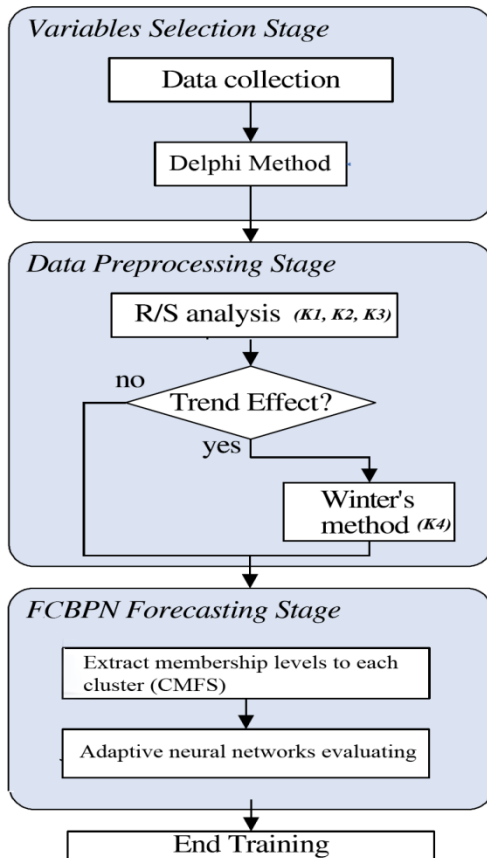 Variables Selection Stage
Data collection
Delphi Method
Data Preprocessing Stage
R/S analysis (K1, K2, K3)
no
Trend Effect?
yes
Winter's
method (K4)
FCBPN Forecasting Stage
Extract membership levels to each
cluster (CMFS)
Adaptive neural networks evaluating
End Training